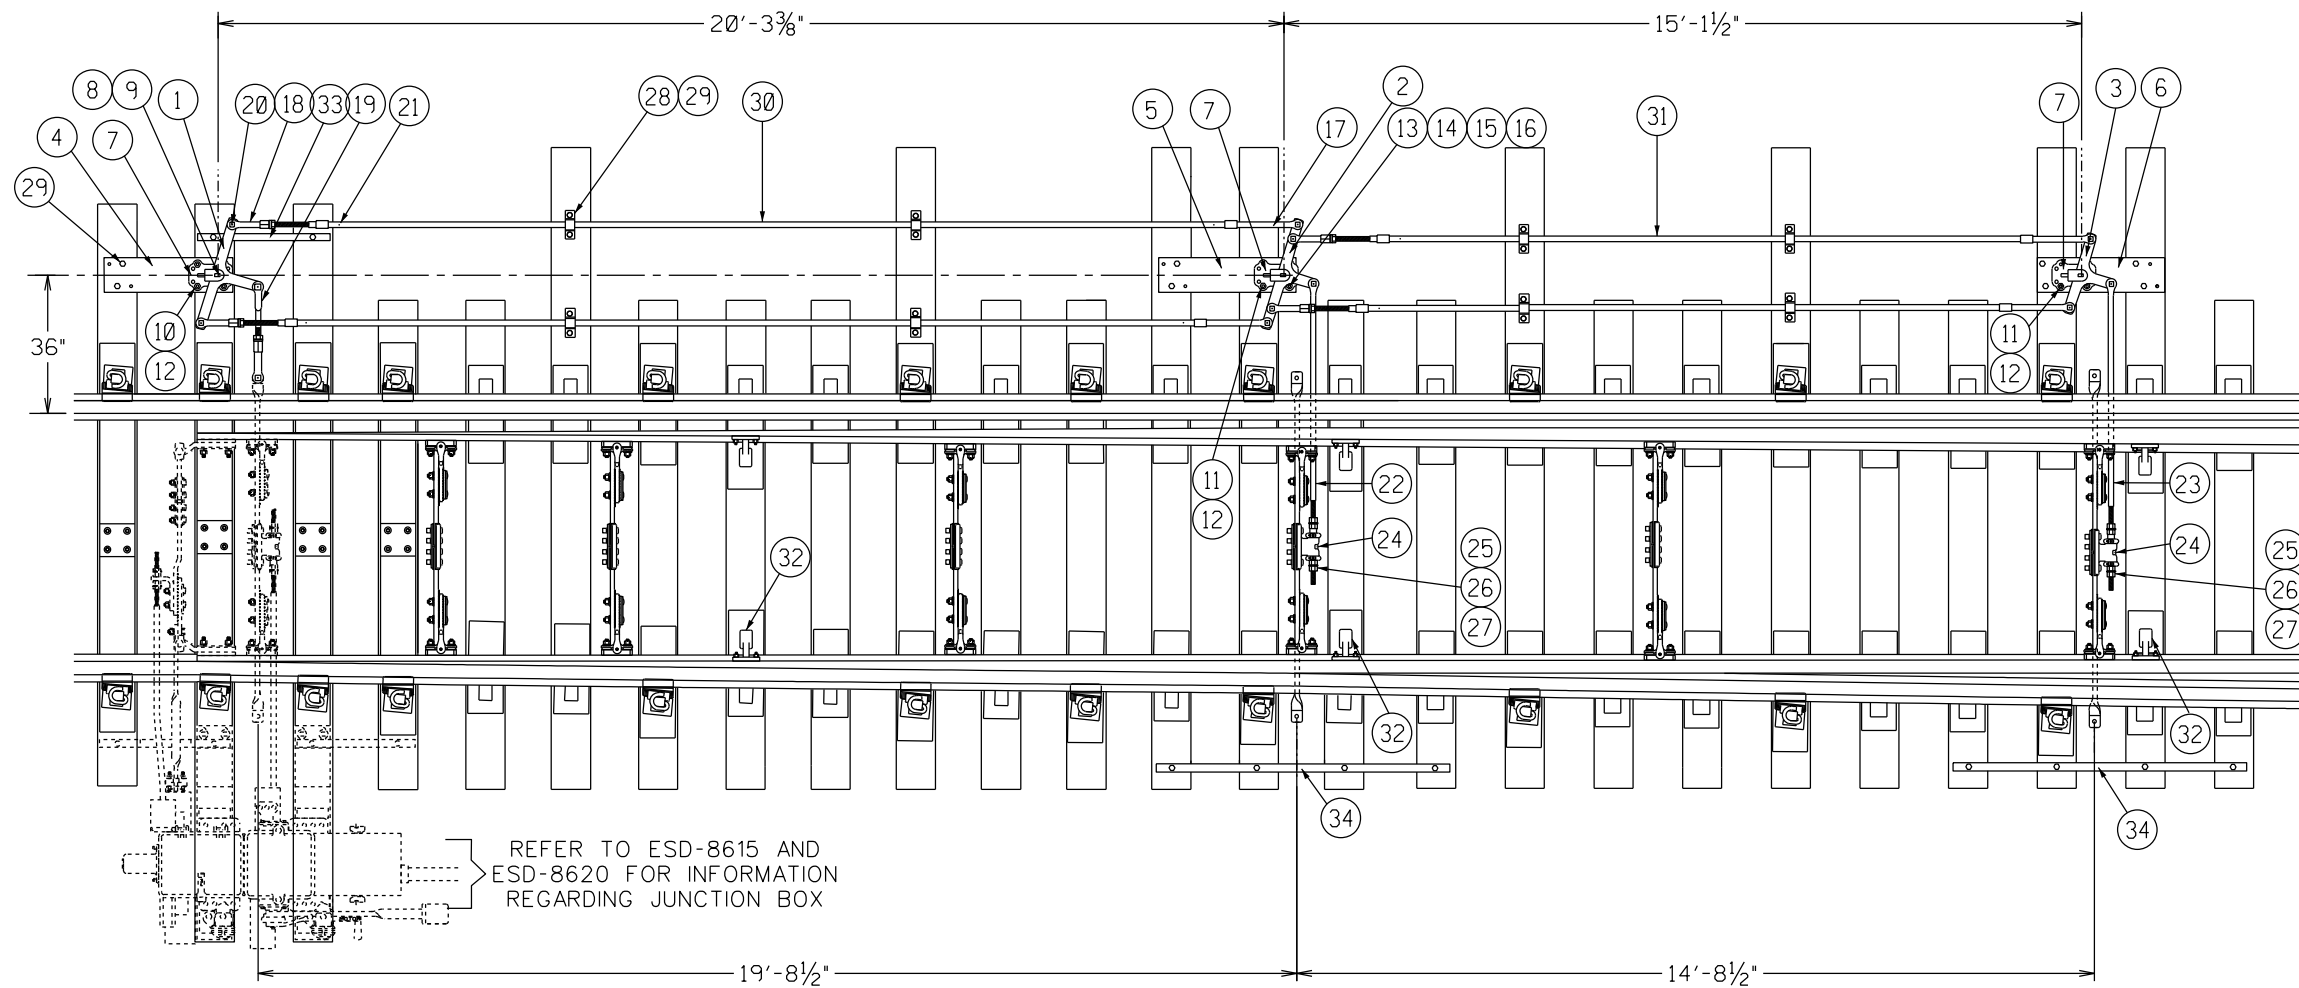 20'-3⅜" 15'-1½"
8 9 1 20 18 33 19 21 28 29 30 5 7 2 7 3 6
4 7 17 13 14 15 16 31
29
10 11
36" 12 12
11 22 23
12 24 24
32 25 25
26 26
27 27
32 32
34 34
REFER TO ESD-8615 AND
ESD-8620 FOR INFORMATION
REGARDING JUNCTION BOX
19'-8½" 14'-8½"